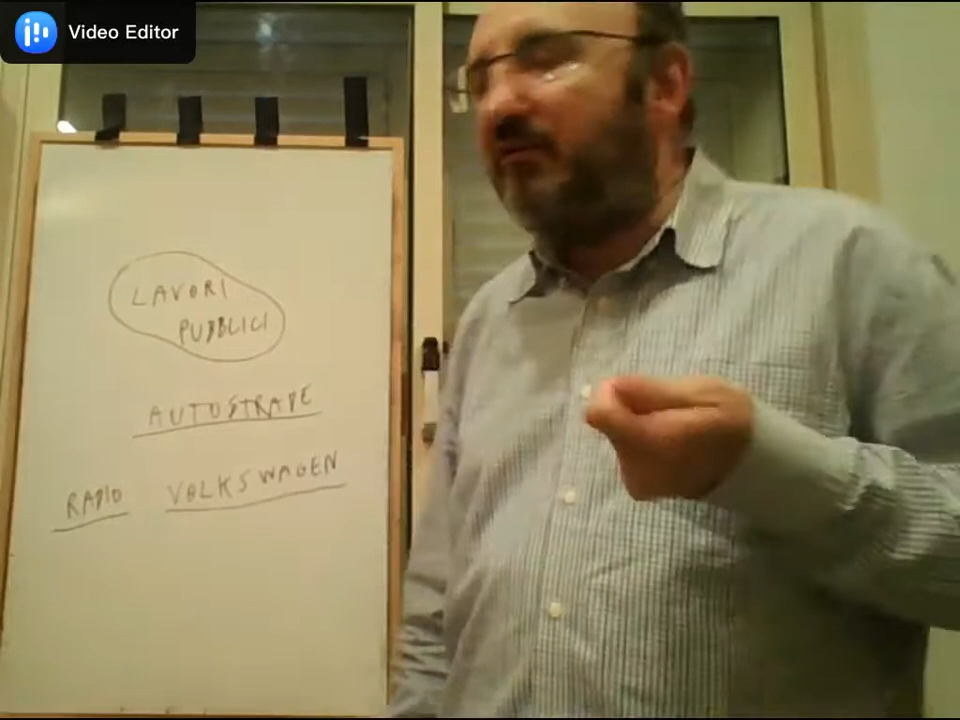 Video Editor
LAVORI
PUBBLICI
AUTOSTRADE
RADIO VOLKSWAGEN